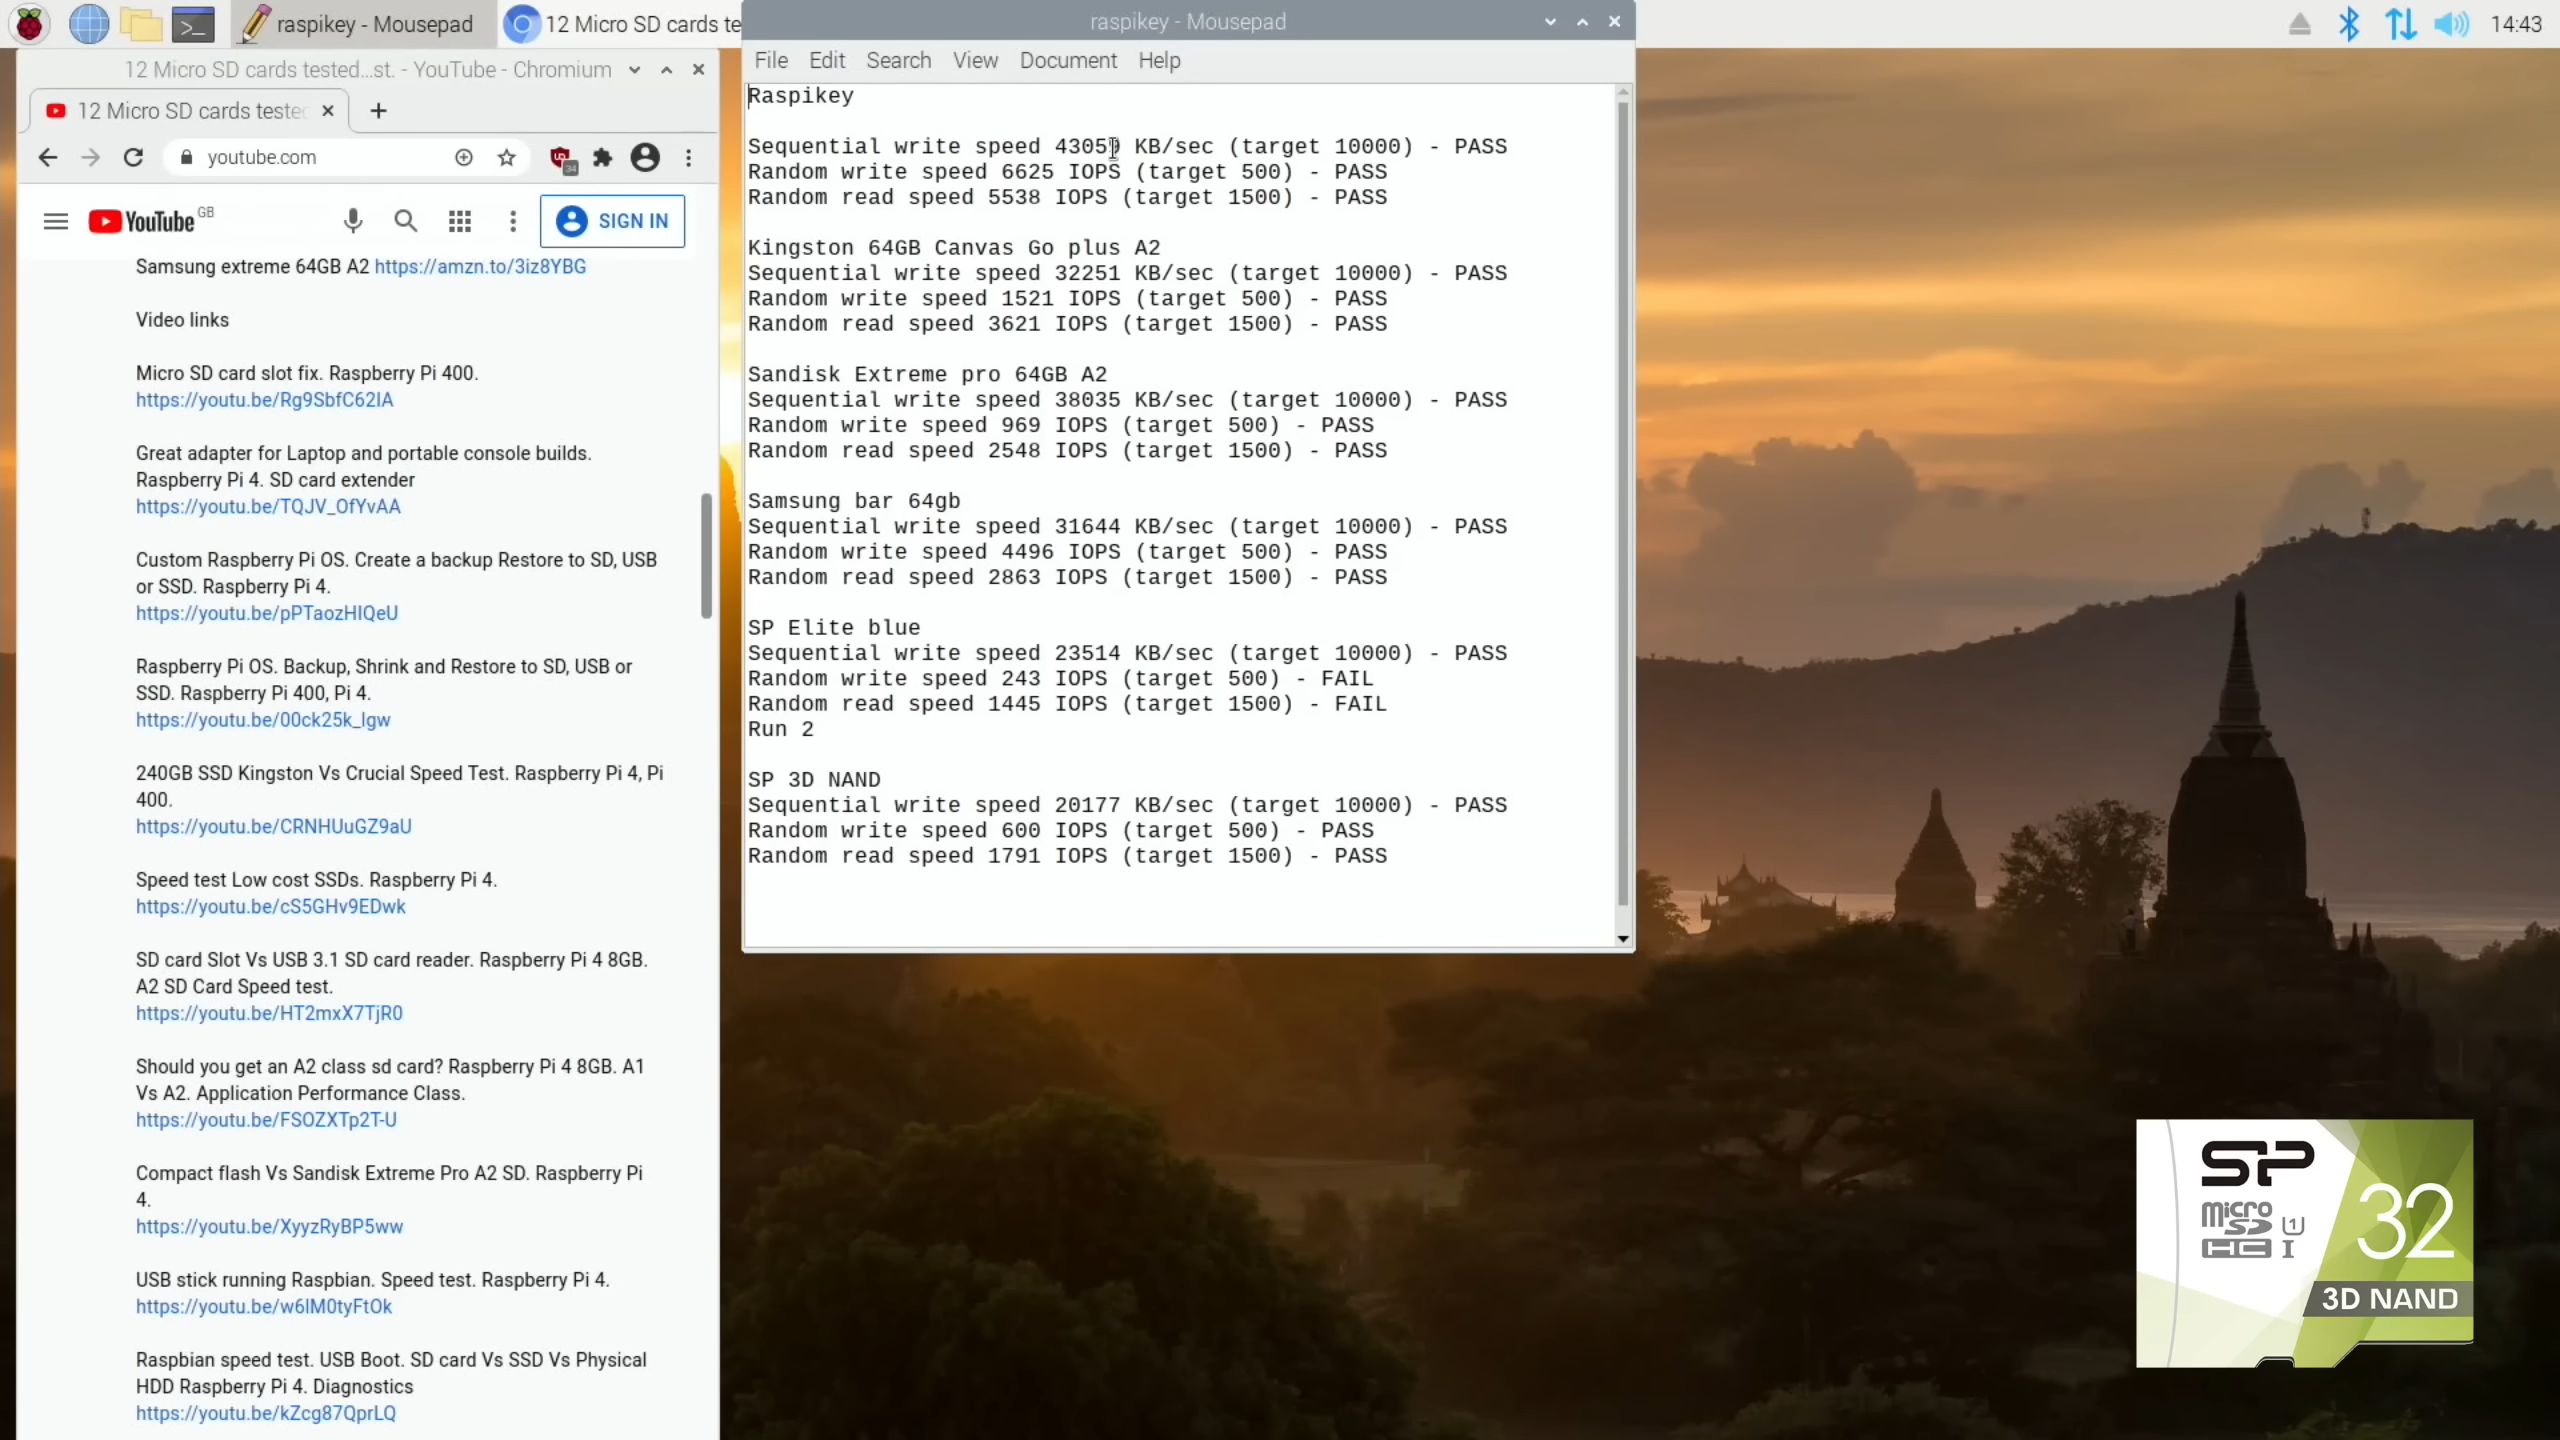 raspikey - Mousepad
12 Micro SD cards te
14:43
12 Micro SD cards tested...st. - YouTube - Chromium
12 Micro SD cards tested
youtube.com
YouTube GB
SIGN IN
Samsung extreme 64GB A2 https://amzn.to/3iz8YBG
Video links
Micro SD card slot fix. Raspberry Pi 400.
https://youtu.be/Rg9SbfC62IA
Great adapter for Laptop and portable console builds.
Raspberry Pi 4. SD card extender
https://youtu.be/TQJV_OfYvAA
Custom Raspberry Pi OS. Create a backup Restore to SD, USB
or SSD. Raspberry Pi 4.
https://youtu.be/pPTaozHIQeU
Raspberry Pi OS. Backup, Shrink and Restore to SD, USB or
SSD. Raspberry Pi 400, Pi 4.
https://youtu.be/00ck25k_lgw
240GB SSD Kingston Vs Crucial Speed Test. Raspberry Pi 4, Pi
400.
https://youtu.be/CRNHUuGZ9aU
Speed test Low cost SSDs. Raspberry Pi 4.
https://youtu.be/cS5GHv9EDwk
SD card Slot Vs USB 3.1 SD card reader. Raspberry Pi 4 8GB.
A2 SD Card Speed test.
https://youtu.be/HT2mxX7TjR0
Should you get an A2 class sd card? Raspberry Pi 4 8GB. A1
Vs A2. Application Performance Class.
https://youtu.be/FSOZXTp2T-U
Compact flash Vs Sandisk Extreme Pro A2 SD. Raspberry Pi
4.
https://youtu.be/XyyzRyBP5ww
USB stick running Raspbian. Speed test. Raspberry Pi 4.
https://youtu.be/w6lM0tyFtOk
Raspbian speed test. USB Boot. SD card Vs SSD Vs Physical
HDD Raspberry Pi 4. Diagnostics
https://youtu.be/kZcg87QprLQ
raspikey - Mousepad
File Edit Search View Document Help
Raspikey
Sequential write speed 43059 KB/sec (target 10000) - PASS
Random write speed 6625 IOPS (target 500) - PASS
Random read speed 5538 IOPS (target 1500) - PASS
Kingston 64GB Canvas Go plus A2
Sequential write speed 32251 KB/sec (target 10000) - PASS
Random write speed 1521 IOPS (target 500) - PASS
Random read speed 3621 IOPS (target 1500) - PASS
Sandisk Extreme pro 64GB A2
Sequential write speed 38035 KB/sec (target 10000) - PASS
Random write speed 969 IOPS (target 500) - PASS
Random read speed 2548 IOPS (target 1500) - PASS
Samsung bar 64gb
Sequential write speed 31644 KB/sec (target 10000) - PASS
Random write speed 4496 IOPS (target 500) - PASS
Random read speed 2863 IOPS (target 1500) - PASS
SP Elite blue
Sequential write speed 23514 KB/sec (target 10000) - PASS
Random write speed 243 IOPS (target 500) - FAIL
Random read speed 1445 IOPS (target 1500) - FAIL
Run 2
SP 3D NAND
Sequential write speed 20177 KB/sec (target 10000) - PASS
Random write speed 600 IOPS (target 500) - PASS
Random read speed 1791 IOPS (target 1500) - PASS
SP
micro SD HC I U1
32
3D NAND